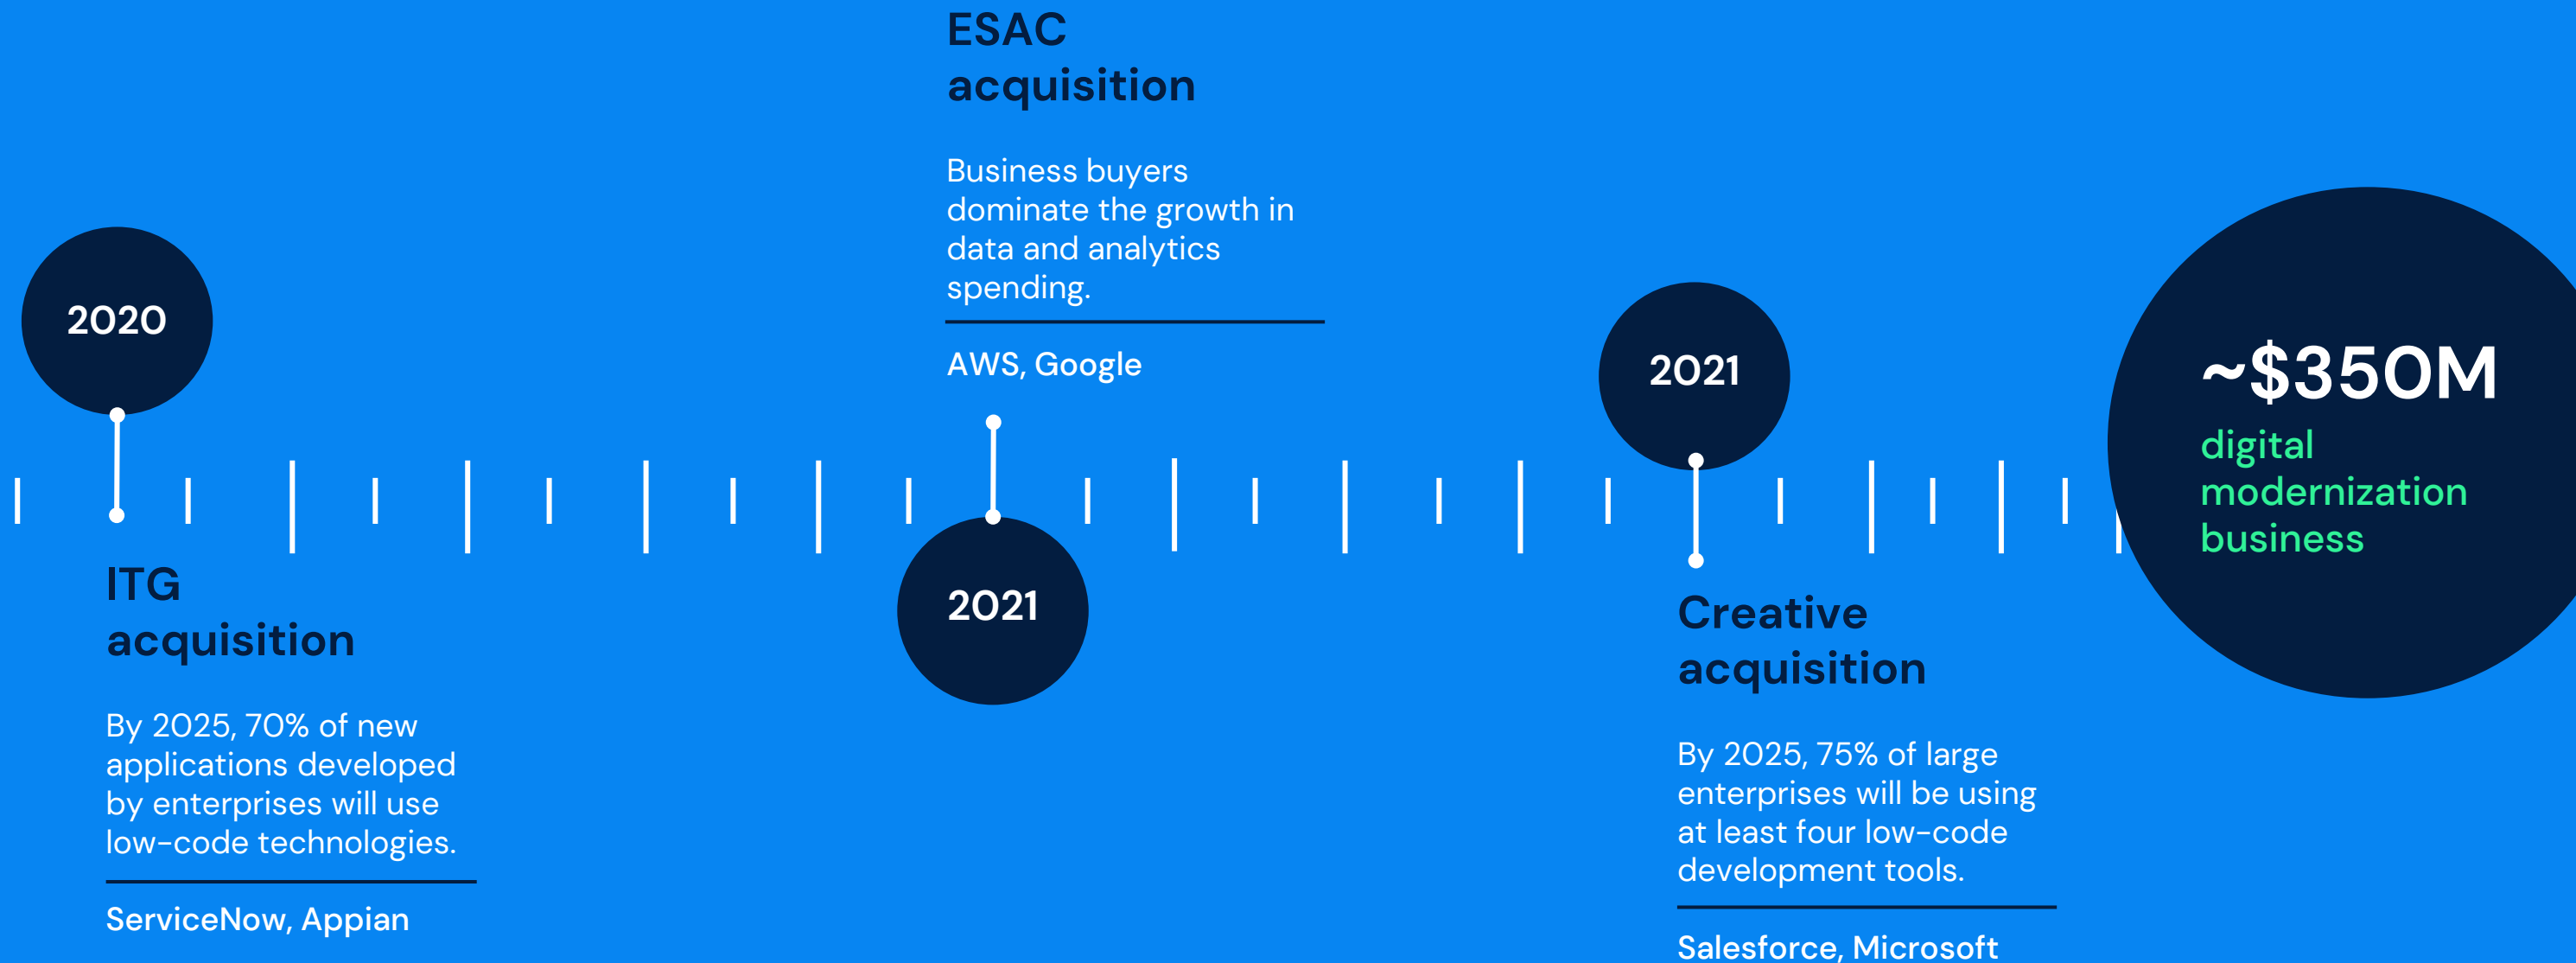 2020
ITG
acquisition
By 2025, 70% of new
applications developed
by enterprises will use
low-code technologies.
ServiceNow, Appian
ESAC
acquisition
Business buyers
dominate the growth in
data and analytics
spending.
AWS, Google
2021
2021
Creative
acquisition
By 2025, 75% of large
enterprises will be using
at least four low-code
development tools.
Salesforce, Microsoft
~$350M
digital
modernization
business